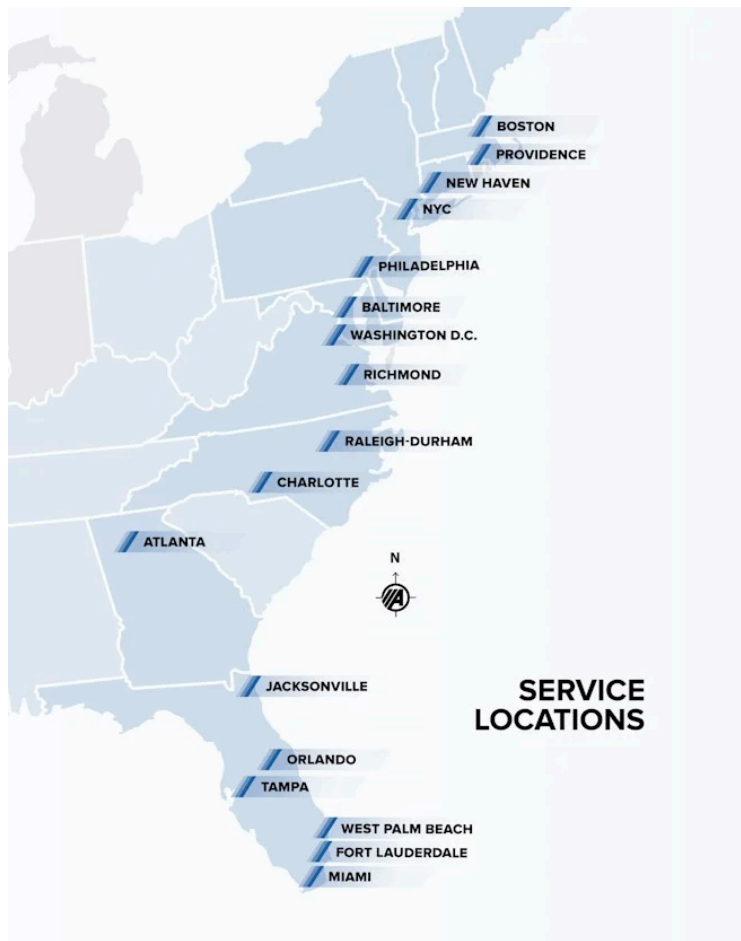 BOSTON
PROVIDENCE
NEW HAVEN
NYC
PHILADELPHIA
BALTIMORE
WASHINGTON D.C.
RICHMOND
RALEIGH-DURHAM
CHARLOTTE
ATLANTA
N
A
JACKSONVILLE
SERVICE
LOCATIONS
ORLANDO
TAMPA
WEST PALM BEACH
FORT LAUDERDALE
MIAMI